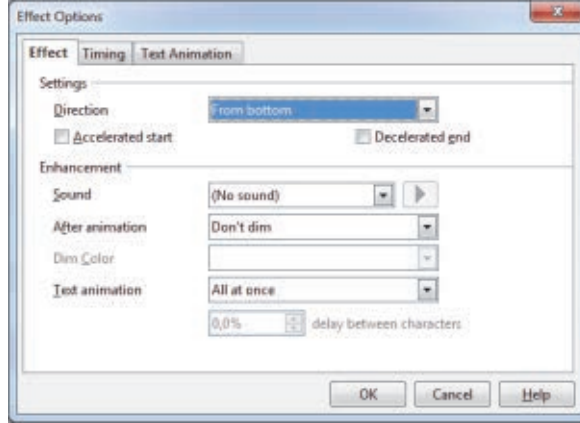 Effect Options
Effect Timing Text Animation
Settings
Direction From bottom
Accelerated start Decelerated end
Enhancement
Sound (No sound)
After animation Don't dim
Dim Color
Text animation All at once
0,0% delay between characters
OK Cancel Help